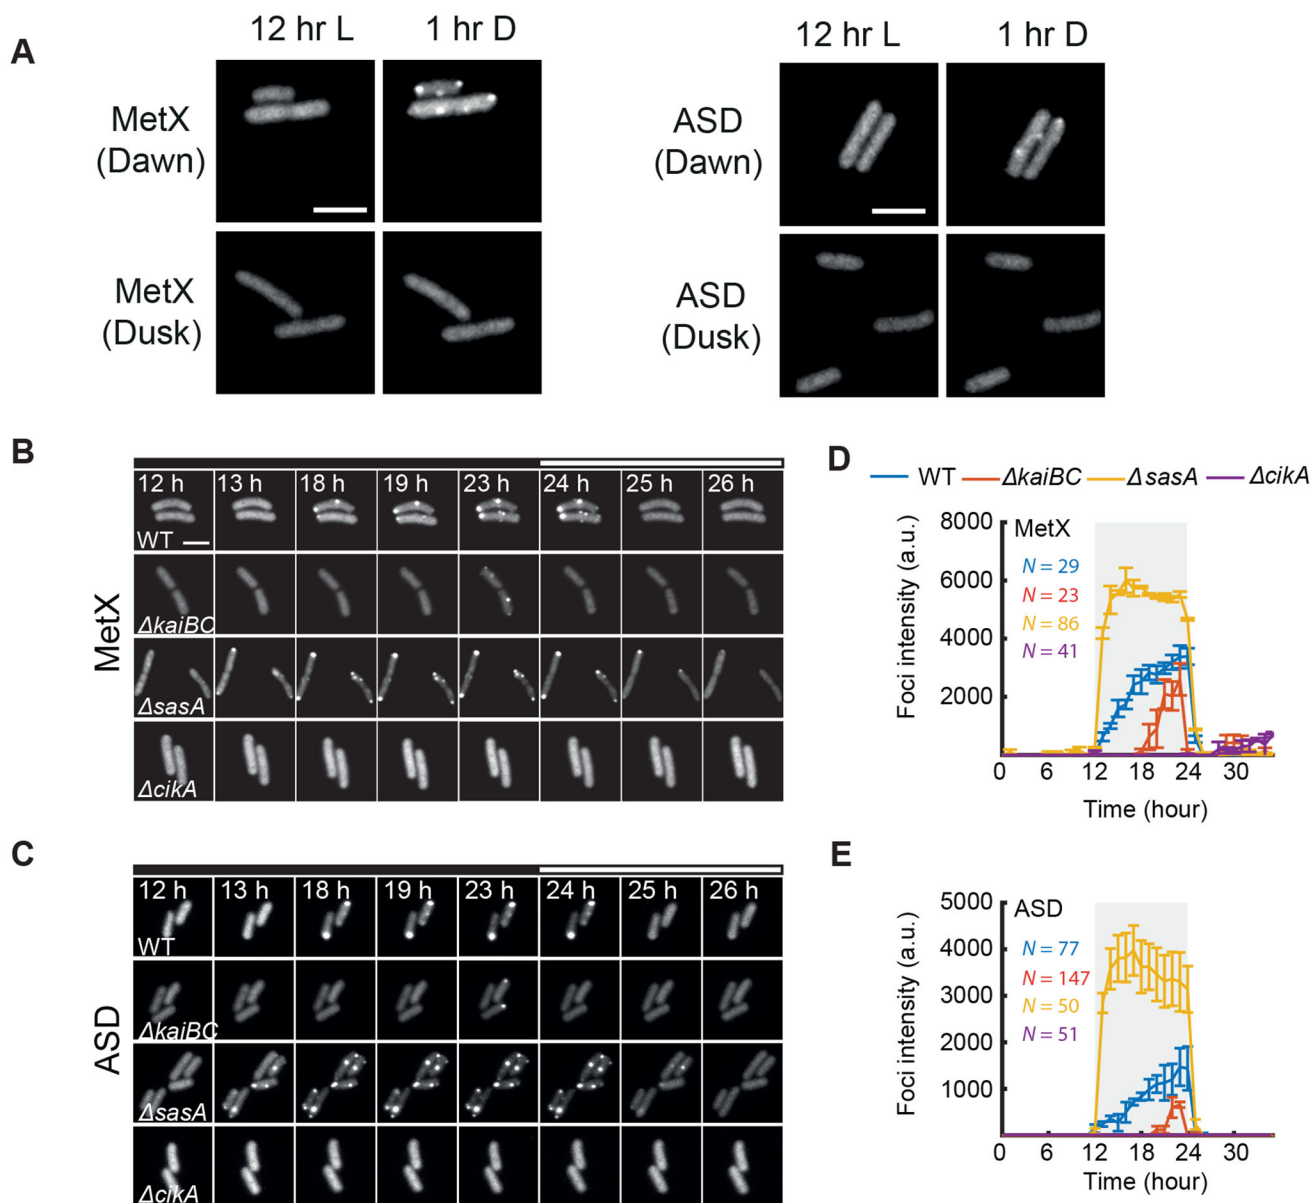 A
12 hr L
1 hr D
12 hr L
1 hr D
MetX
(Dawn)
ASD
(Dawn)
MetX
(Dusk)
ASD
(Dusk)
B
12 h 13 h 18 h 19 h 23 h 24 h 25 h 26 h
WT
ΔkaiBC
ΔsasA
ΔcikA
MetX
D
WT ΔkaiBC ΔsasA ΔcikA
8000
6000
4000
2000
MetX
N = 29
N = 23
N = 86
N = 41
Foci intensity (a.u.)
0 6 12 18 24 30
Time (hour)
C
12 h 13 h 18 h 19 h 23 h 24 h 25 h 26 h
WT
ΔkaiBC
ΔsasA
ΔcikA
ASD
E
5000
4000
3000
2000
1000
ASD
N = 77
N = 147
N = 50
N = 51
Foci intensity (a.u.)
0 6 12 18 24 30
Time (hour)